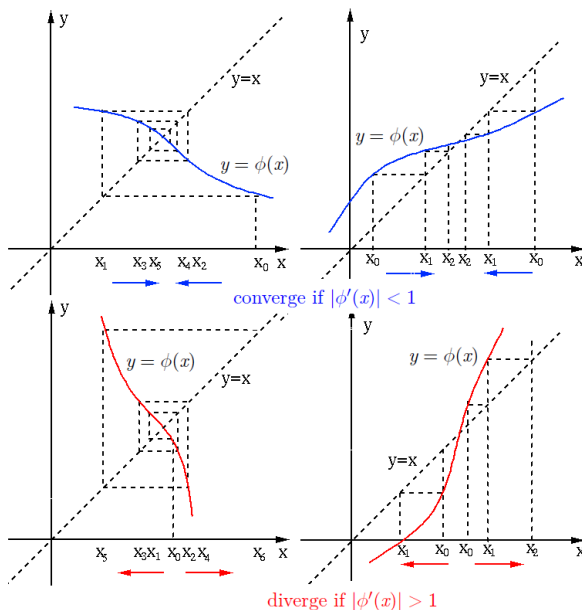 y
y
y=x
y=x
y = ϕ(x)
y = ϕ(x)
x₁ x₃ x₅ x₄ x₂ x₀ x
x₀ x₁ x₂ x₂ x₁ x₀ x
converge if |ϕ′(x)| < 1
y
y
y = ϕ(x)
y = ϕ(x)
y=x
y=x
x₅ x₃ x₁ x₀ x₂ x₄ x₆ x
x₁ x₀ x₀ x₁ x₂ x
diverge if |ϕ′(x)| > 1